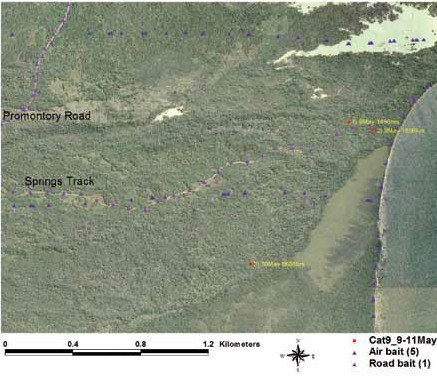 Promontory Road
Springs Track
0 0.4 0.8 1.2 Kilometers
Cat9_9-11May
Air bait (5)
Road bait (1)